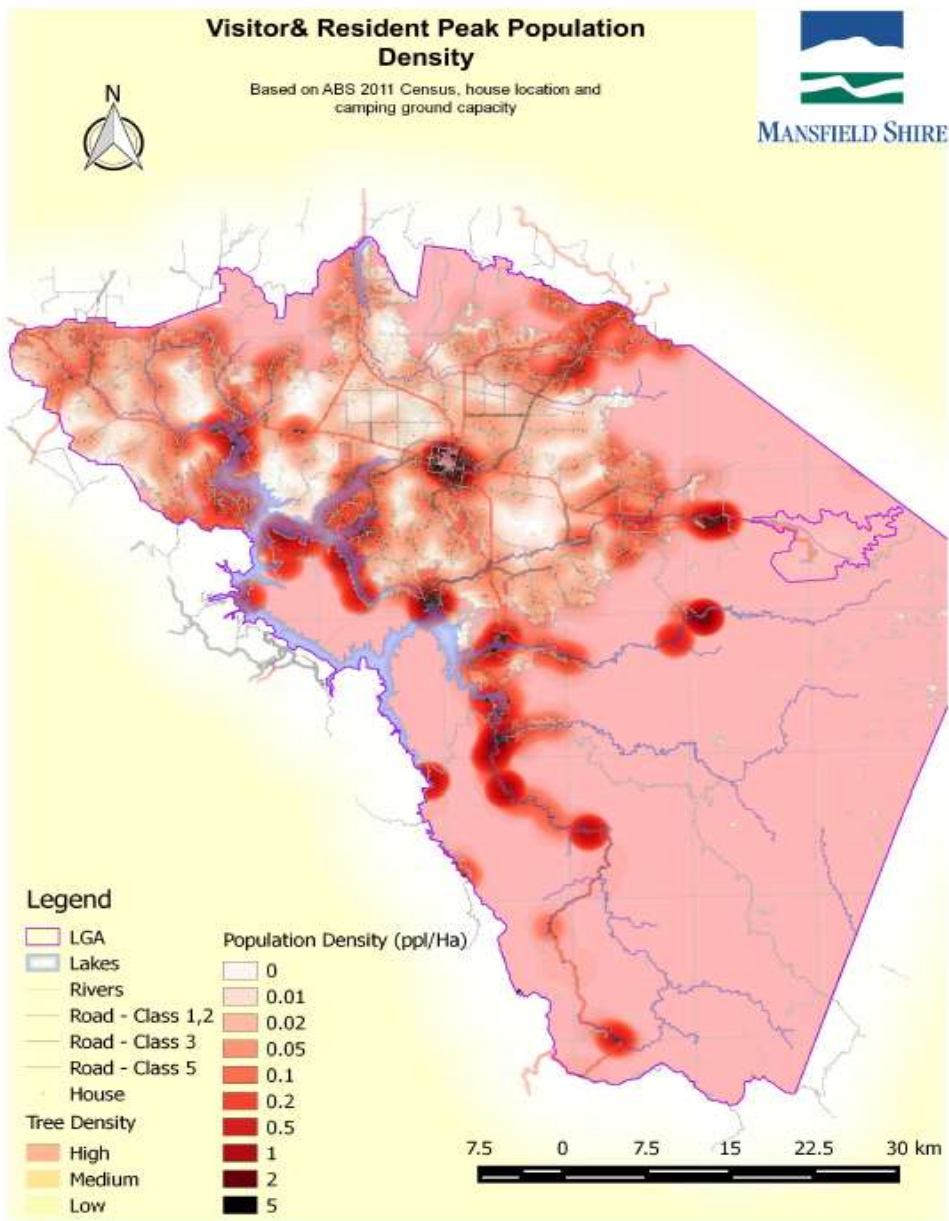 Visitor& Resident Peak Population
Density
Based on ABS 2011 Census, house location and
camping ground capacity
N
MANSFIELD SHIRE
Legend
LGA
Lakes
Rivers
Road - Class 1,2
Road - Class 3
Road - Class 5
House
Tree Density
High
Medium
Low
Population Density (ppl/Ha)
0
0.01
0.02
0.05
0.1
0.2
0.5
1
2
5
7.5 0 7.5 15 22.5 30 km